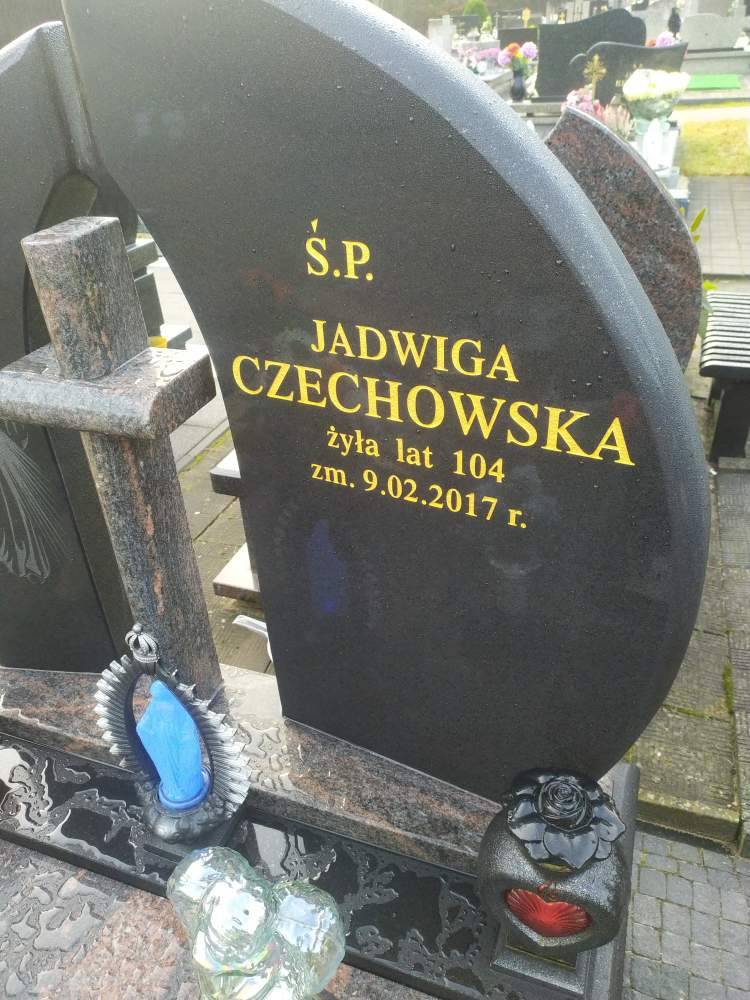 Ś.P.
JADWIGA
CZECHOWSKA
żyła lat 104
zm. 9.02.2017 r.